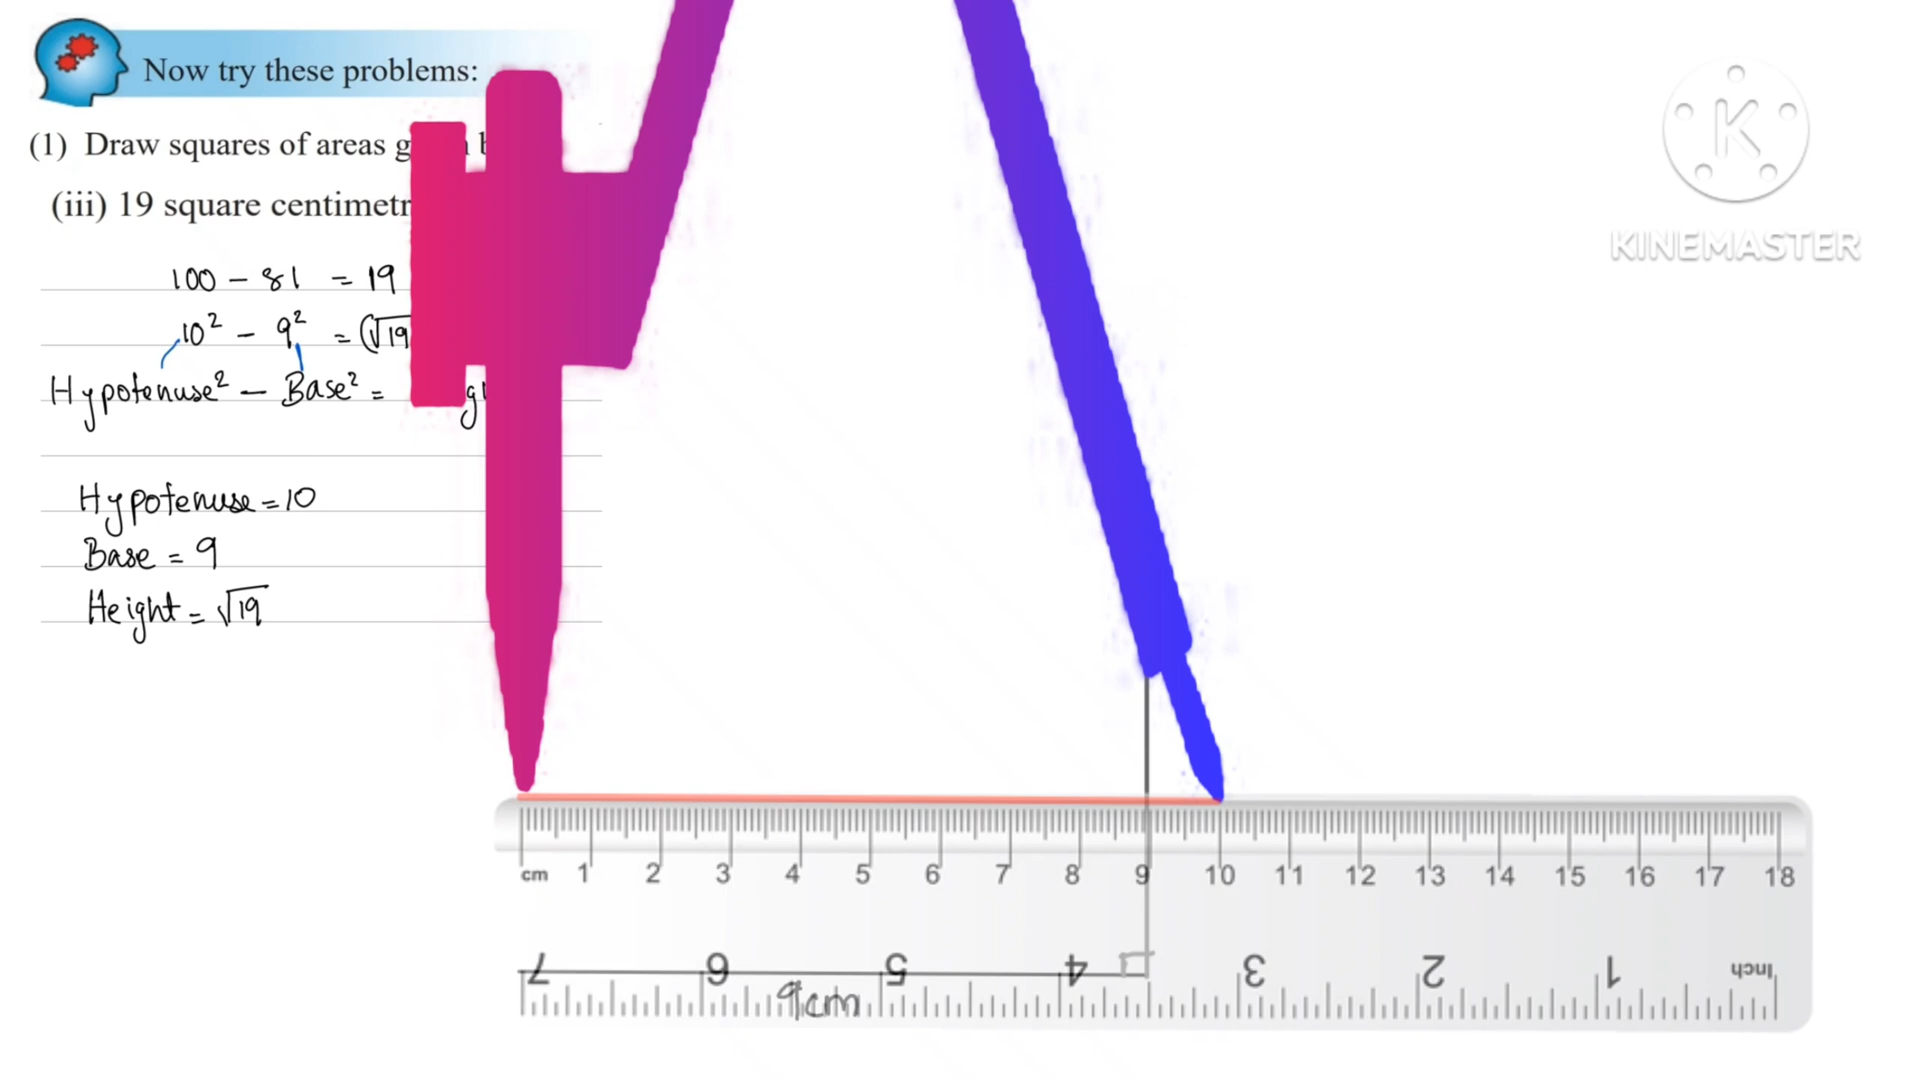 Now try these problems:
(1) Draw squares of areas
(iii) 19 square centimetr
100 - 81 = 19
10² - 9² = (√19
Hypotenuse² - Base² =
Hypotenuse = 10
Base = 9
Height = √19
K
KINEMASTER
cm 1 2 3 4 5 6 7 8 9 10 11 12 13 14 15 16 17 18
7 6 5 4 3 2 1 Inch
9cm